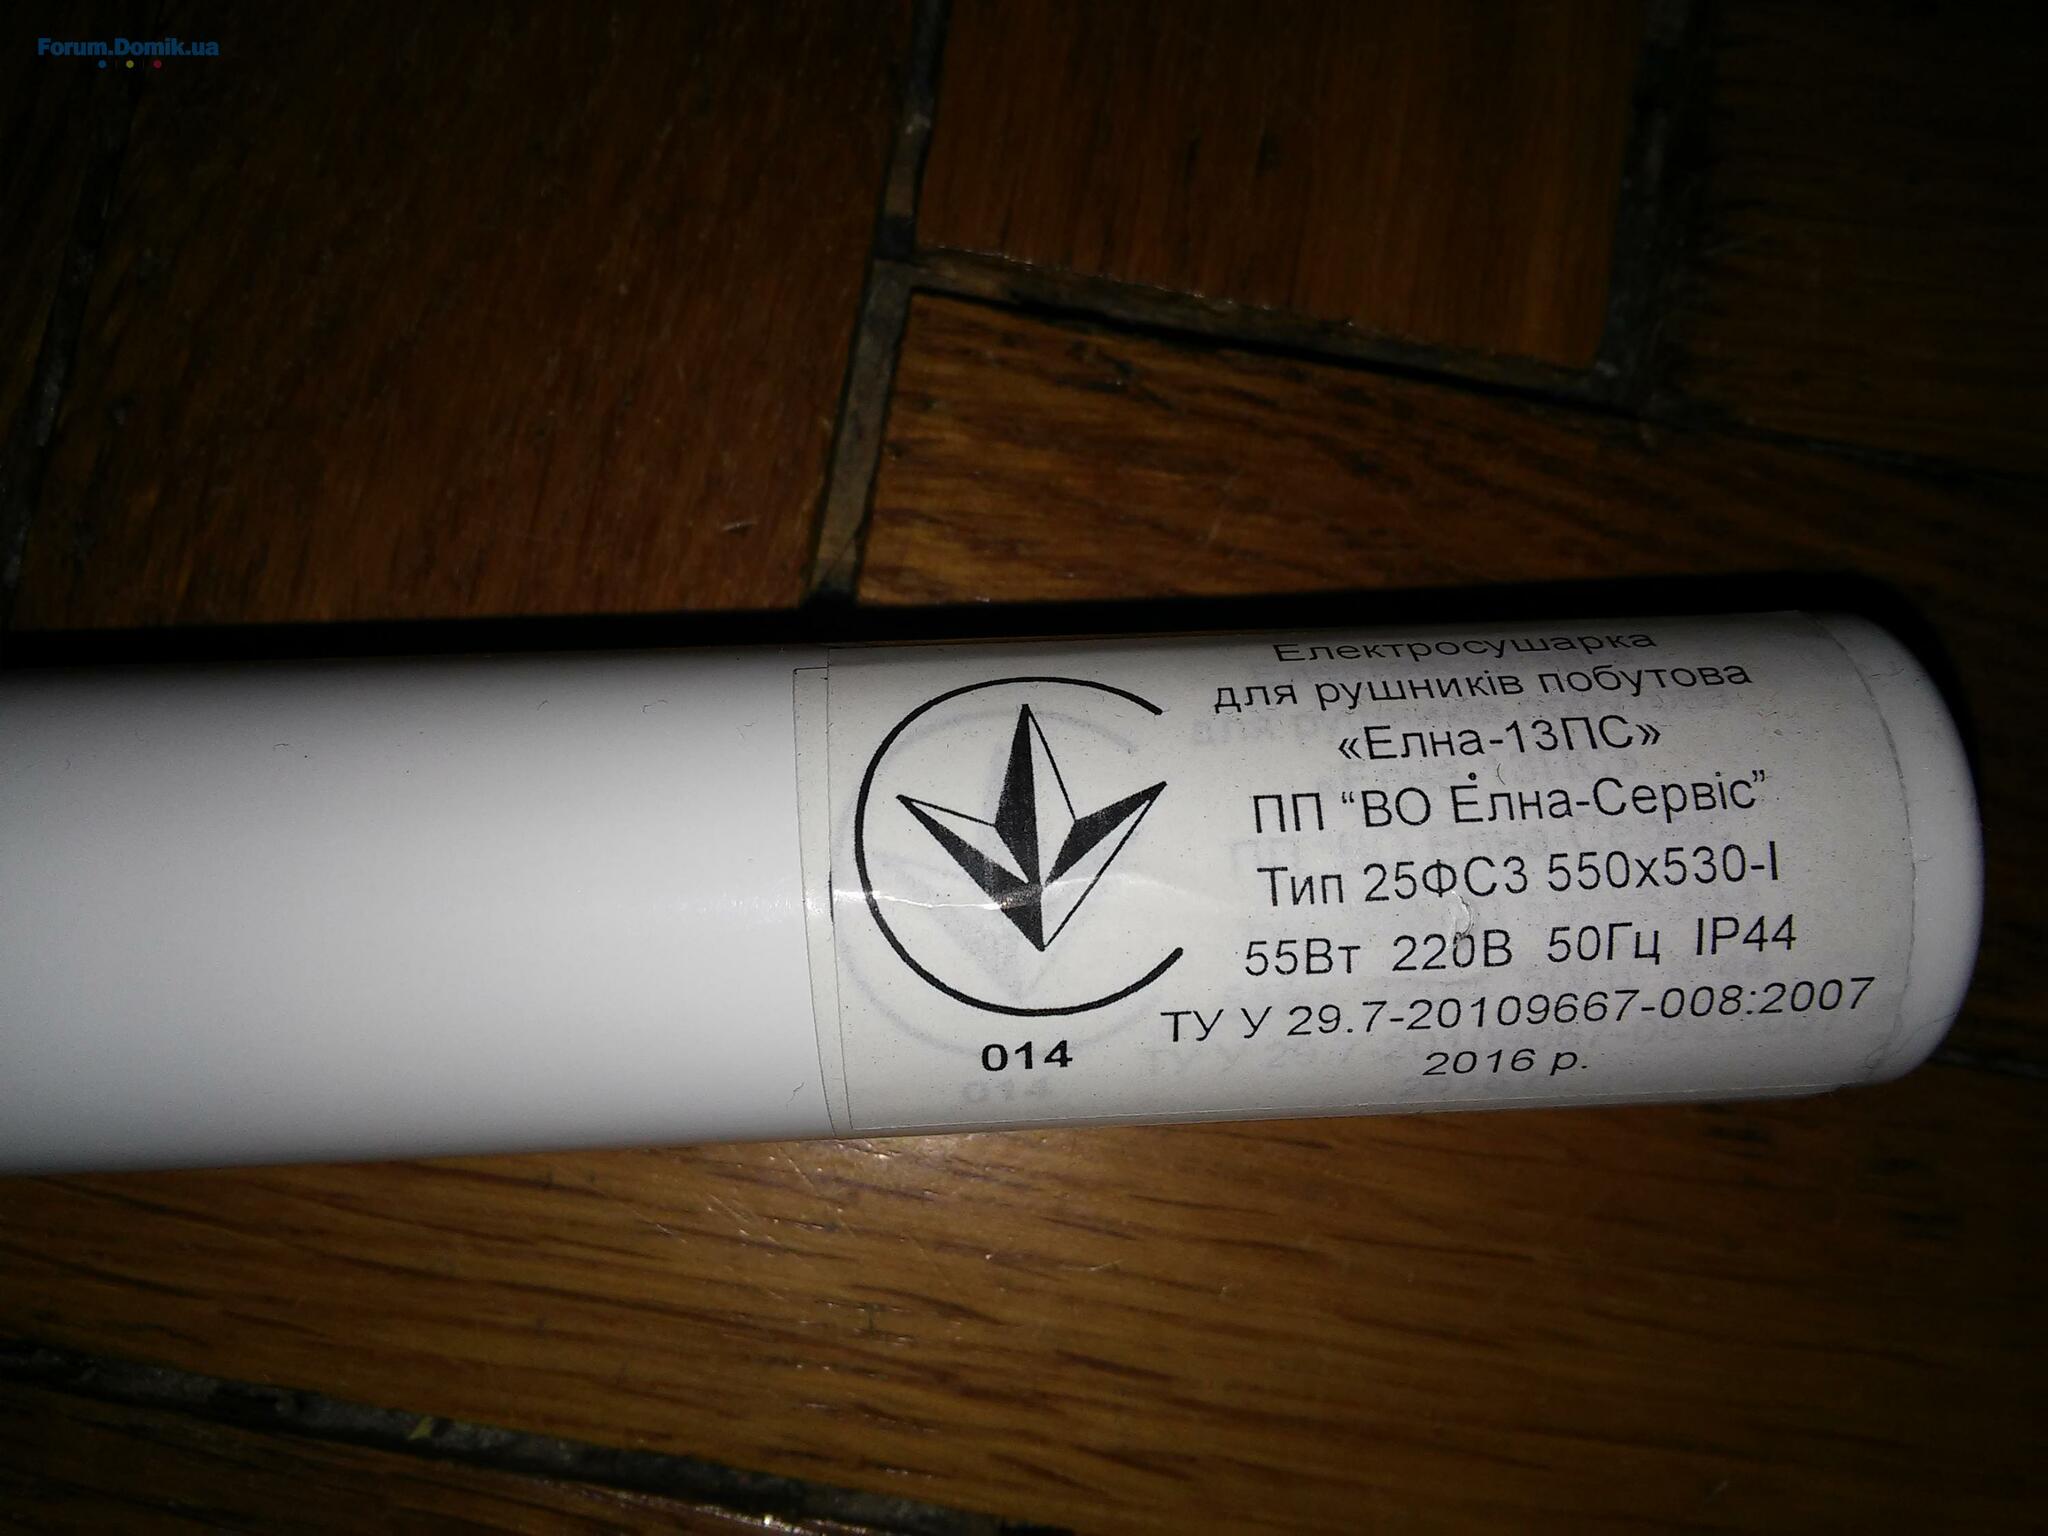 Forum.Domik.ua
Електросушарка
для рушників побутова
«Елна-13ПС»
ПП “ВО Елна-Сервіс”
Тип 25ФС3 550х530-І
55Вт 220В 50Гц IP44
ТУ У 29.7-20109667-008:2007
2016 р.
014